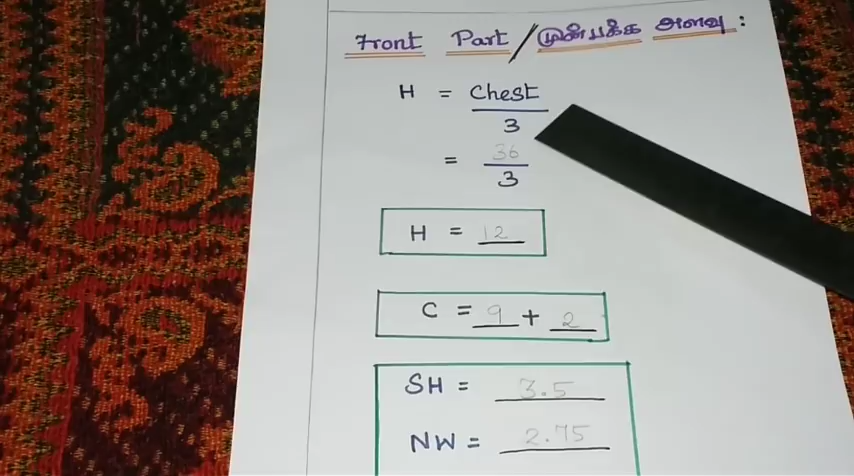 Front Part / முன்பக்க அளவு :
H = Chest
3
= 36
3
H = 12
C = 9 + 2
SH = 3.5
NW = 2.75